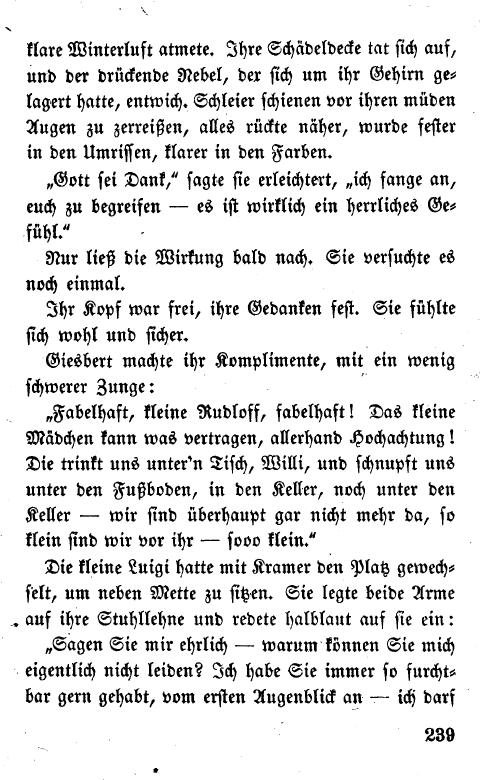 klare Winterluft atmete. Ihre Schädeldecke tat sich auf,
und der drückende Nebel, der sich um ihr Gehirn ge-
lagert hatte, entwich. Schleier schienen vor ihren müden
Augen zu zerreißen, alles rückte näher, wurde fester
in den Umrissen, klarer in den Farben.
„Gott sei Dank,“ sagte sie erleichtert, „ich fange an,
euch zu begreifen — es ist wirklich ein herrliches Ge-
fühl.“
Nur ließ die Wirkung bald nach. Sie versuchte es
noch einmal.
Ihr Kopf war frei, ihre Gedanken fest. Sie fühlte
sich wohl und sicher.
Giesbert machte ihr Komplimente, mit ein wenig
schwerer Zunge:
„Fabelhaft, kleine Rudloff, fabelhaft! Das kleine
Mädchen kann was vertragen, allerhand Hochachtung!
Die trinkt uns unter'n Tisch, Willi, und schnupft uns
unter den Fußboden, in den Keller, noch unter den
Keller — wir sind überhaupt gar nicht mehr da, so
klein sind wir vor ihr — sooo klein.“
Die kleine Luigi hatte mit Kramer den Platz gewech-
selt, um neben Mette zu sitzen. Sie legte beide Arme
auf ihre Stuhllehne und redete halblaut auf sie ein:
„Sagen Sie mir ehrlich — warum können Sie mich
eigentlich nicht leiden? Ich habe Sie immer so furcht-
bar gern gehabt, vom ersten Augenblick an — ich darf
239